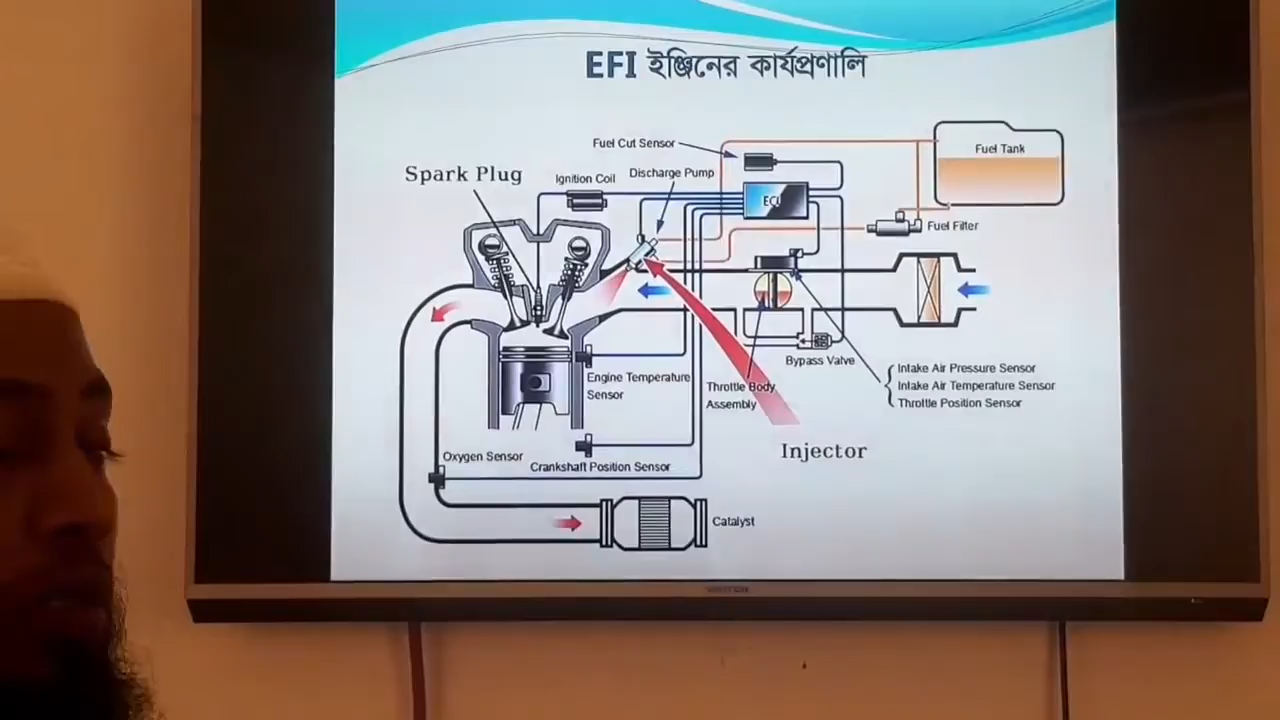 EFI ইঞ্জিনের কার্যপ্রণালি
Fuel Cut Sensor
Fuel Tank
Spark Plug
Ignition Coil
Discharge Pump
ECU
Fuel Filter
Bypass Valve
Intake Air Pressure Sensor
Intake Air Temperature Sensor
Throttle Position Sensor
Engine Temperature
Sensor
Throttle Body
Assembly
Injector
Oxygen Sensor
Crankshaft Position Sensor
Catalyst